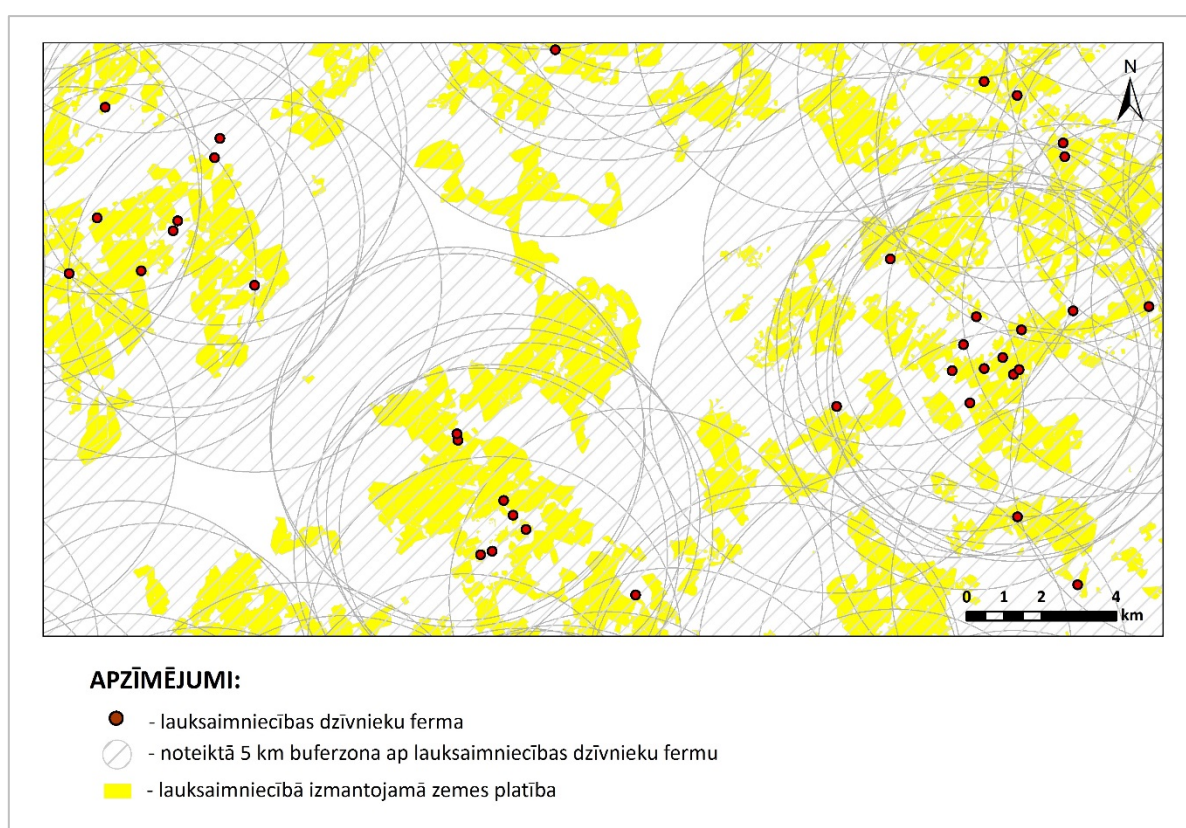 N
0 1 2 4
km
APZĪMĒJUMI:
- lauksaimniecības dzīvnieku ferma
- noteiktā 5 km buferzona ap lauksaimniecības dzīvnieku fermu
- lauksaimniecībā izmantojamā zemes platība